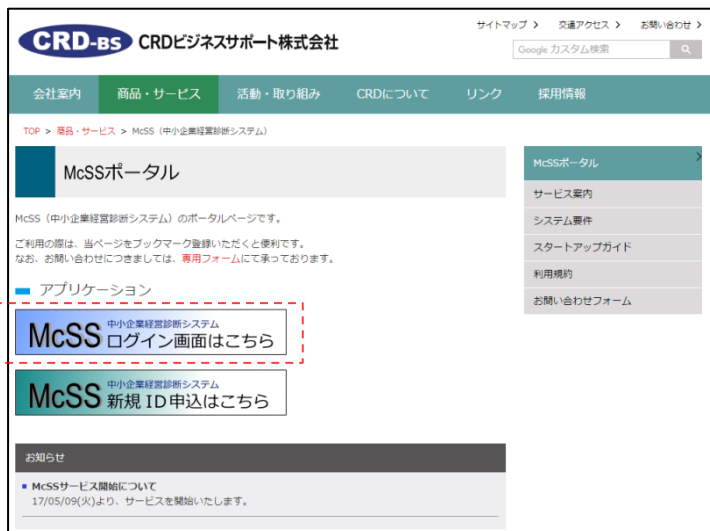 サイトマップ > 交通アクセス > お問い合わせ >
CRD-BS CRDビジネスサポート株式会社
Google カスタム検索
会社案内 商品・サービス 活動・取り組み CRDについて リンク 採用情報
TOP > 商品・サービス > McSS（中小企業経営診断システム）
McSSポータル
McSS（中小企業経営診断システム）のポータルページです。
ご利用の際は、当ページをブックマーク登録いただくと便利です。
なお、お問い合わせにつきましては、専用フォームにて承っております。
アプリケーション
McSS 中小企業経営診断システム
ログイン画面はこちら
McSS 中小企業経営診断システム
新規ID申込はこちら
お知らせ
McSSサービス開始について
17/05/09(火)より、サービスを開始いたします。
McSSポータル >
サービス案内
システム要件
スタートアップガイド
利用規約
お問い合わせフォーム